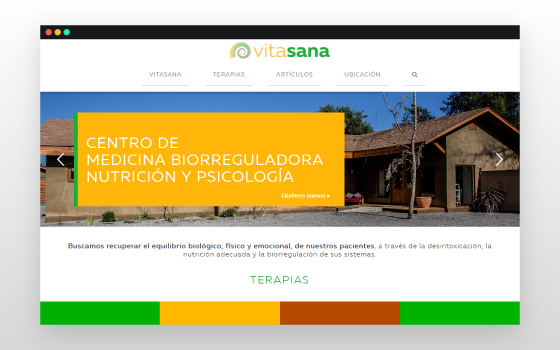 vitasana
VITASANA TERAPIAS ARTÍCULOS UBICACIÓN
CENTRO DE
MEDICINA BIORREGULADORA
NUTRICIÓN Y PSICOLOGÍA
Quiénes somos
Buscamos recuperar el equilibrio biológico, físico y emocional, de nuestros pacientes, a través de la desintoxicación, la
nutrición adecuada y la biorregulación de sus sistemas.
TERAPIAS